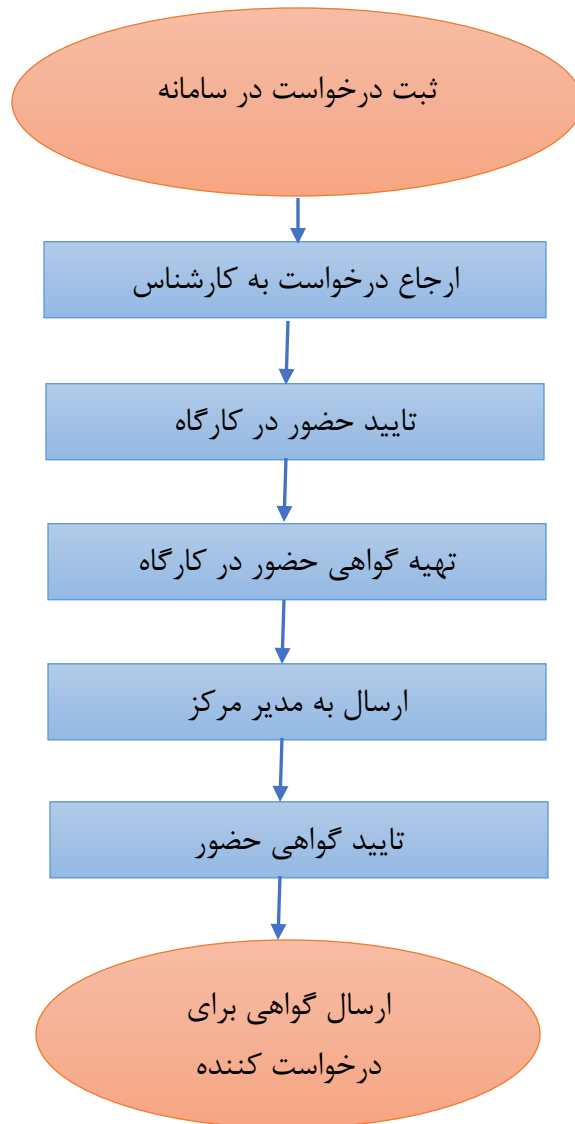 ثبت درخواست در سامانه
ارجاع درخواست به کارشناس
تایید حضور در کارگاه
تهیه گواهی حضور در کارگاه
ارسال به مدیر مرکز
تایید گواهی حضور
ارسال گواهی برای
درخواست کننده